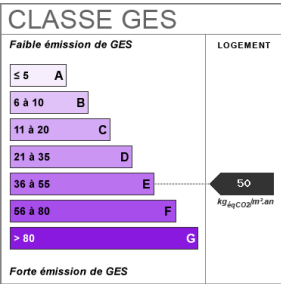 CLASSE GES
Faible émission de GES
LOGEMENT
≤ 5 A
6 à 10 B
11 à 20 C
21 à 35 D
36 à 55 E
50
kgéqCO2/m².an
56 à 80 F
> 80 G
Forte émission de GES